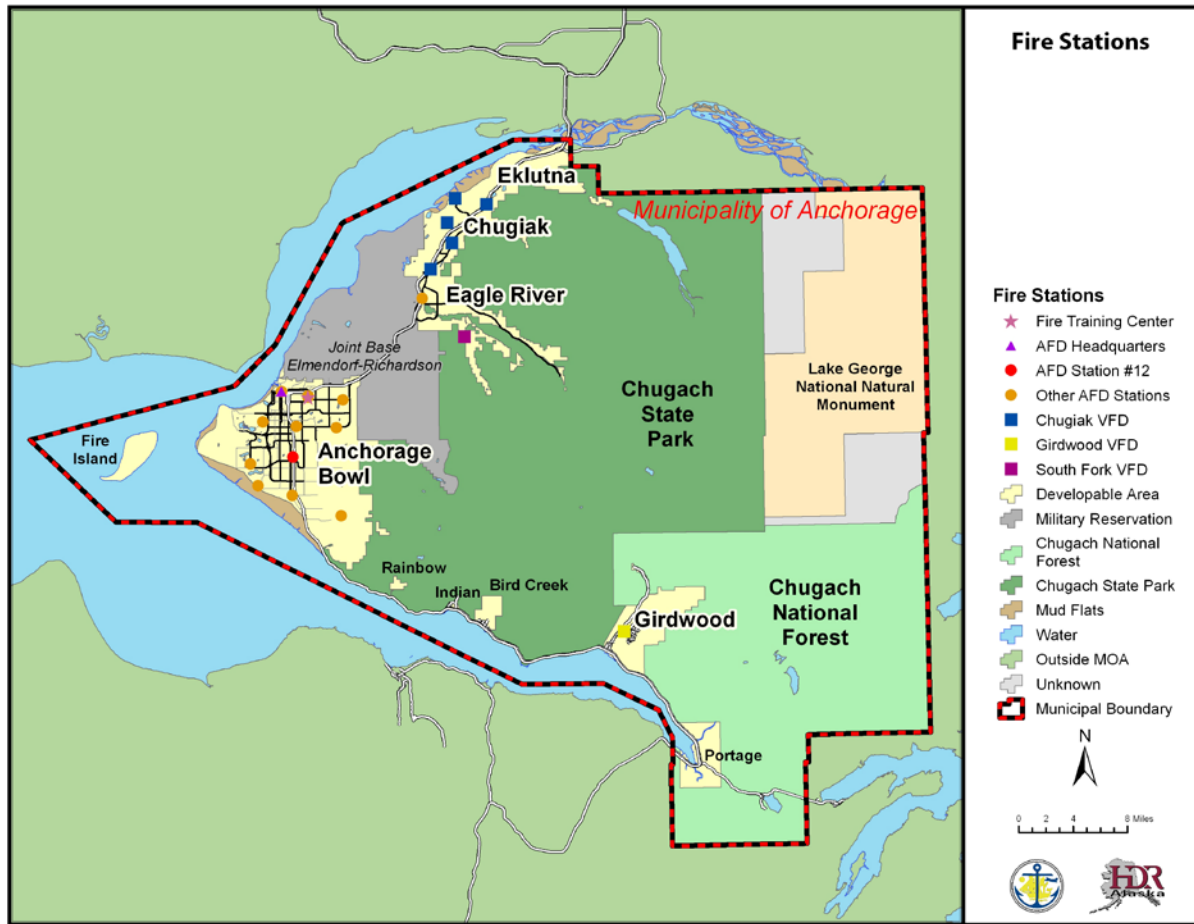 Fire Stations
Eklutna
Municipality of Anchorage
Chugiak
Eagle River
Joint Base
Elmendorf-Richardson
Lake George
National Natural
Monument
Chugach
State
Park
Fire
Island
Anchorage
Bowl
Rainbow
Indian
Bird Creek
Girdwood
Chugach
National
Forest
Portage
Fire Stations
Fire Training Center
AFD Headquarters
AFD Station #12
Other AFD Stations
Chugiak VFD
Girdwood VFD
South Fork VFD
Developable Area
Military Reservation
Chugach National
Forest
Chugach State Park
Mud Flats
Water
Outside MOA
Unknown
Municipal Boundary
N
0 2 4 8 Miles
HDR
Alaska